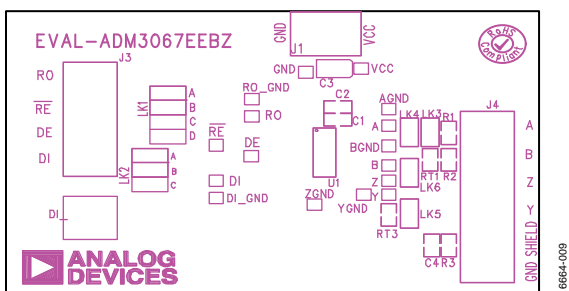 EVAL-ADM3067EEBZ
GND
VCC
J1
RoHS
Compliant
J3
RO
RE
DE
DI
LK1
A
B
C
D
LK2
A
B
C
DI_
GND
VCC
C3
RO_GND
RO
RE
DE
DI
DI_GND
C2
C1
U1
ZGND
YGND
AGND
A
BGND
B
Z
Y
LK4
LK3
R1
RT1
R2
LK6
LK5
RT3
C4
R3
J4
A
B
Z
Y
GND SHIELD
ANALOG
DEVICES
6664-009